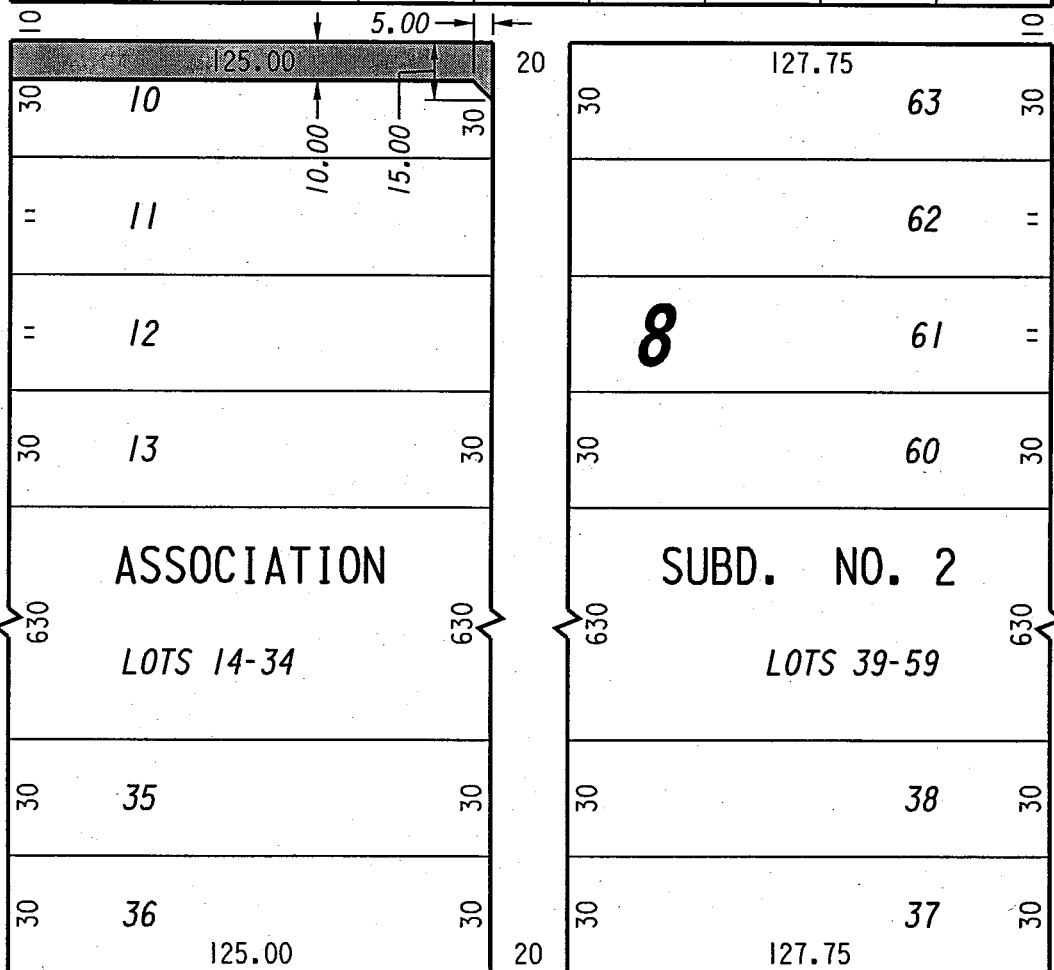 10 5.00 10
125.00 20 127.75
30 10 30 30 63 30
10.00 15.00
= 11 62 =
= 12 8 61 =
30 13 30 30 60 30
ASSOCIATION SUBD. NO. 2
630 630 630 630
LOTS 14-34 LOTS 39-59
30 35 30 30 38 30
30 36 30 30 37 30
125.00 20 127.75